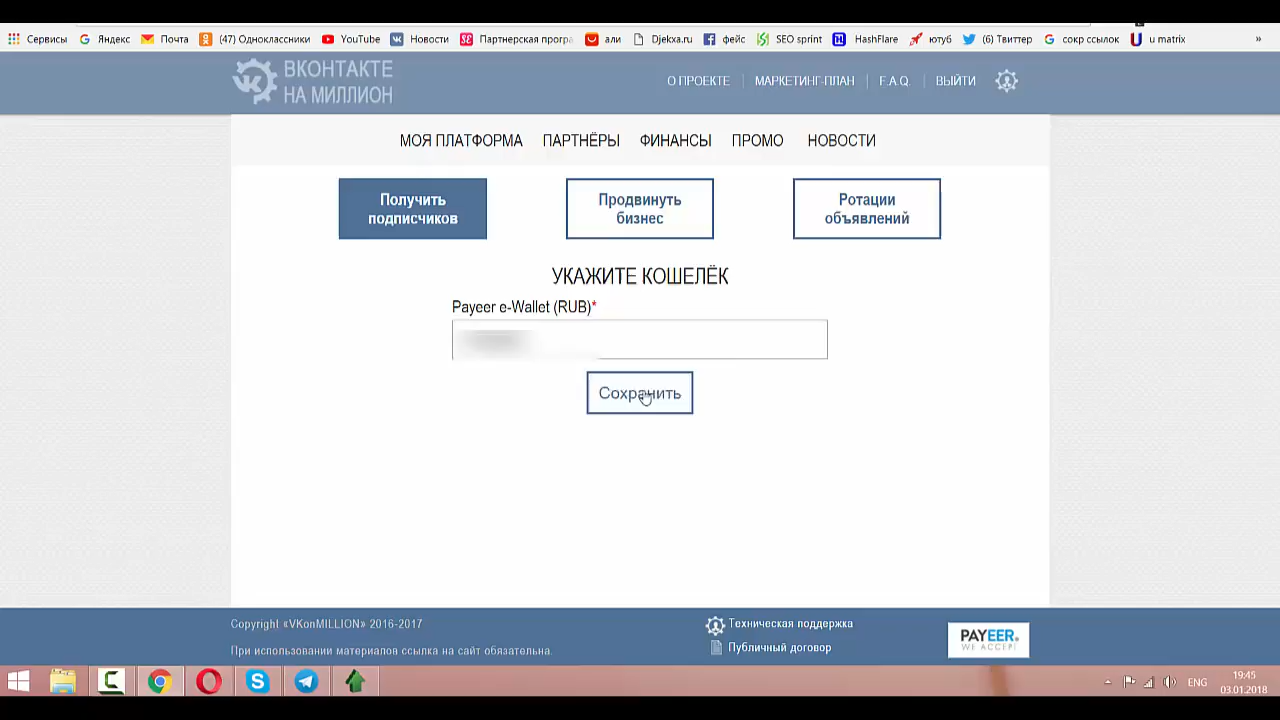 Сервисы Яндекс Почта (47) Одноклассники YouTube Новости Партнерская програ али Djekxa.ru фейс SEO sprint HashFlare ютуб (6) Твиттер сокр ссылок u matrix »
ВКОНТАКТЕ
НА МИЛЛИОН
О ПРОЕКТЕ МАРКЕТИНГ-ПЛАН F.A.Q. ВЫЙТИ
МОЯ ПЛАТФОРМА ПАРТНЁРЫ ФИНАНСЫ ПРОМО НОВОСТИ
Получить
подписчиков
Продвинуть
бизнес
Ротации
объявлений
УКАЖИТЕ КОШЕЛЁК
Payeer e-Wallet (RUB)*
Сохранить
Copyright «VKonMILLION» 2016-2017
При использовании материалов ссылка на сайт обязательна.
Техническая поддержка
Публичный договор
PAYEER
WE ACCEPT
ENG
19:45
03.01.2018